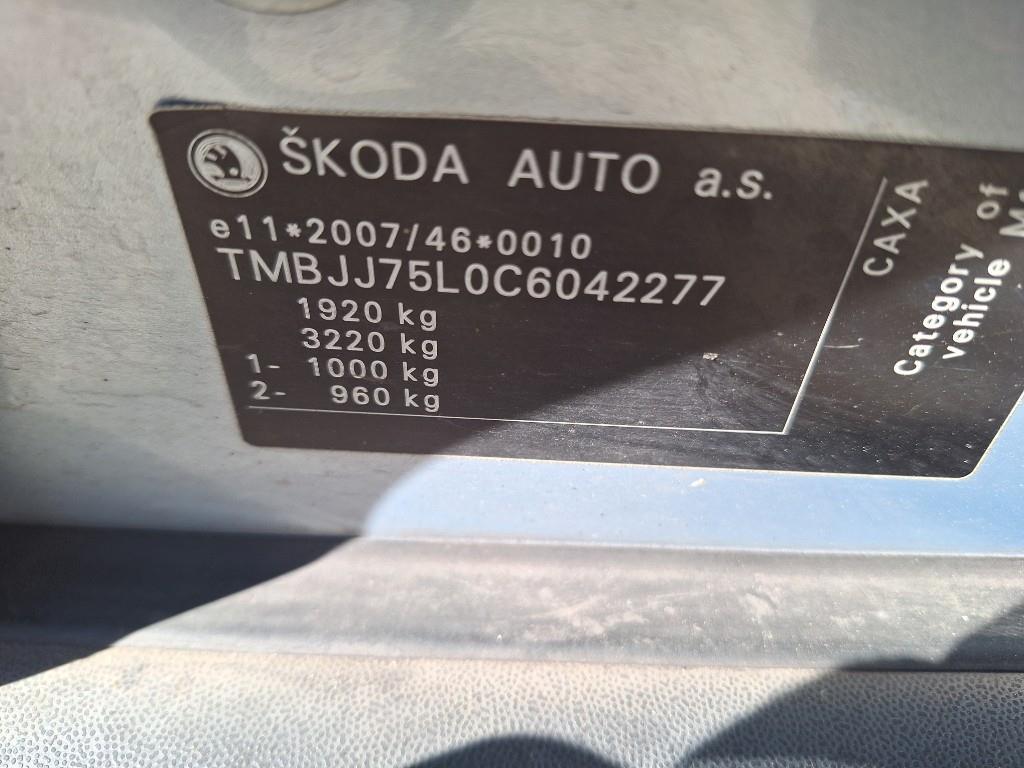 ŠKODA AUTO a.s.
e11*2007/46*0010
TMBJJ75L0C6042277
1920 kg
3220 kg
1- 1000 kg
2- 960 kg
CAXA
Category of
vehicle